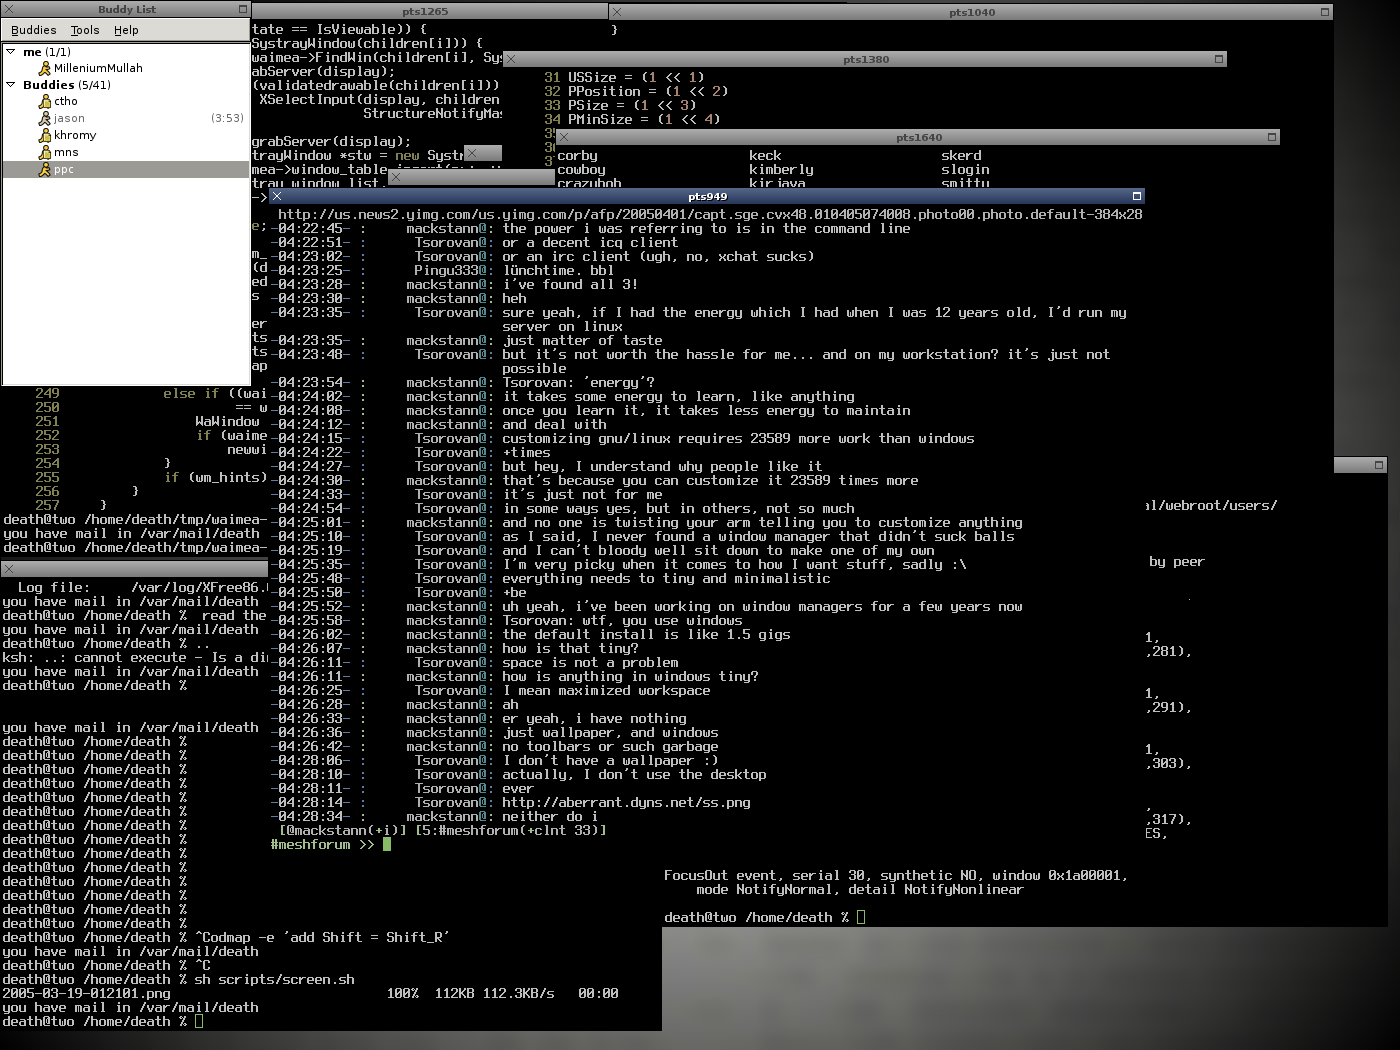 Buddy List
Buddies Tools Help
me (1/1)
MilleniumMullah
Buddies (5/41)
ctho
jason (3:53)
khromy
mns
ppc
pts1265
tate == IsViewable)) {
SystrayWindow(children[i])) {
waimea->FindWin(children[i], Sy
abServer(display);
(validatedrawable(children[i]))
XSelectInput(display, children
StructureNotifyMas
grabServer(display);
trayWindow *stw = new Systr
mea->window_table.insert(
tray_window_list.
->
e;
m_
(d
ed
s
er
ts
ts
ap
249 else if ((wai
250 == w
251 WaWindow
252 if (waime
253 newwi
254 }
255 if (wm_hints)
256 }
257 }
death@two /home/death/tmp/waimea-
you have mail in /var/mail/death
death@two /home/death/tmp/waimea-
pts1040
}
pts1380
31 USSize = (1 << 1)
32 PPosition = (1 << 2)
33 PSize = (1 << 3)
34 PMinSize = (1 << 4)
pts1640
corby keck skerd
cowboy kimberly slogin
crazybob kirjava smitty
pts949
http://us.news2.yimg.com/us.yimg.com/p/afp/20050401/capt.sge.cvx48.010405074008.photo00.photo.default-384x28
-04:22:45- : mackstann@: the power i was referring to is in the command line
-04:22:51- : Tsorovan@: or a decent icq client
-04:23:02- : Tsorovan@: or an irc client (ugh, no, xchat sucks)
-04:23:25- : Pingu333@: lünchtime. bbl
-04:23:28- : mackstann@: i've found all 3!
-04:23:30- : mackstann@: heh
-04:23:35- : Tsorovan@: sure yeah, if I had the energy which I had when I was 12 years old, I'd run my
server on linux
-04:23:35- : mackstann@: just matter of taste
-04:23:48- : Tsorovan@: but it's not worth the hassle for me... and on my workstation? it's just not
possible
-04:23:54- : mackstann@: Tsorovan: 'energy'?
-04:24:02- : mackstann@: it takes some energy to learn, like anything
-04:24:08- : mackstann@: once you learn it, it takes less energy to maintain
-04:24:12- : mackstann@: and deal with
-04:24:15- : Tsorovan@: customizing gnu/linux requires 23589 more work than windows
-04:24:22- : Tsorovan@: +times
-04:24:27- : Tsorovan@: but hey, I understand why people like it
-04:24:30- : mackstann@: that's because you can customize it 23589 times more
-04:24:33- : Tsorovan@: it's just not for me
-04:24:54- : Tsorovan@: in some ways yes, but in others, not so much
-04:25:01- : mackstann@: and no one is twisting your arm telling you to customize anything
-04:25:10- : Tsorovan@: as I said, I never found a window manager that didn't suck balls
-04:25:19- : Tsorovan@: and I can't bloody well sit down to make one of my own
-04:25:35- : Tsorovan@: I'm very picky when it comes to how I want stuff, sadly :\
-04:25:48- : Tsorovan@: everything needs to tiny and minimalistic
-04:25:50- : Tsorovan@: +be
-04:25:52- : mackstann@: uh yeah, i've been working on window managers for a few years now
-04:25:58- : mackstann@: Tsorovan: wtf, you use windows
-04:26:02- : mackstann@: the default install is like 1.5 gigs
-04:26:07- : mackstann@: how is that tiny?
-04:26:11- : Tsorovan@: space is not a problem
-04:26:11- : mackstann@: how is anything in windows tiny?
-04:26:25- : Tsorovan@: I mean maximized workspace
-04:26:28- : mackstann@: ah
-04:26:33- : mackstann@: er yeah, i have nothing
-04:26:36- : mackstann@: just wallpaper, and windows
-04:26:42- : mackstann@: no toolbars or such garbage
-04:28:06- : Tsorovan@: I don't have a wallpaper :)
-04:28:10- : Tsorovan@: actually, I don't use the desktop
-04:28:11- : Tsorovan@: ever
-04:28:14- : Tsorovan@: http://aberrant.dyns.net/ss.png
-04:28:34- : mackstann@: neither do i
[@mackstann(+i)] [5:#meshforum(+clnt 33)]
#meshforum >>
al/webroot/users/
by peer
1,
,281),
1,
,291),
1,
,303),
,
,317),
ES,
FocusOut event, serial 30, synthetic NO, window 0x1a00001,
mode NotifyNormal, detail NotifyNonlinear
death@two /home/death %
Log file: /var/log/XFree86.
you have mail in /var/mail/death
death@two /home/death % read the
you have mail in /var/mail/death
death@two /home/death % ..
ksh: ..: cannot execute - Is a di
you have mail in /var/mail/death
death@two /home/death %
you have mail in /var/mail/death
death@two /home/death %
death@two /home/death %
death@two /home/death %
death@two /home/death %
death@two /home/death %
death@two /home/death %
death@two /home/death %
death@two /home/death %
death@two /home/death %
death@two /home/death %
death@two /home/death %
death@two /home/death %
death@two /home/death %
death@two /home/death %
death@two /home/death % ^Codmap -e 'add Shift = Shift_R'
you have mail in /var/mail/death
death@two /home/death % ^C
death@two /home/death % sh scripts/screen.sh
2005-03-19-012101.png 100% 112KB 112.3KB/s 00:00
you have mail in /var/mail/death
death@two /home/death %